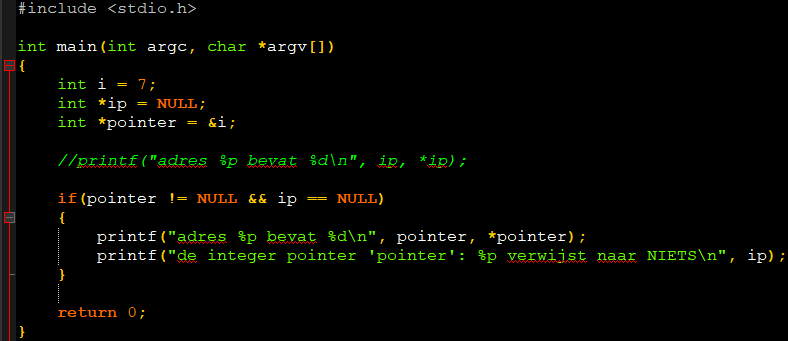 #include <stdio.h>
int main(int argc, char *argv[])
{
int i = 7;
int *ip = NULL;
int *pointer = &i;
//printf("adres %p bevat %d\n", ip, *ip);
if(pointer != NULL && ip == NULL)
{
printf("adres %p bevat %d\n", pointer, *pointer);
printf("de integer pointer 'pointer': %p verwijst naar NIETS\n", ip);
}
return 0;
}